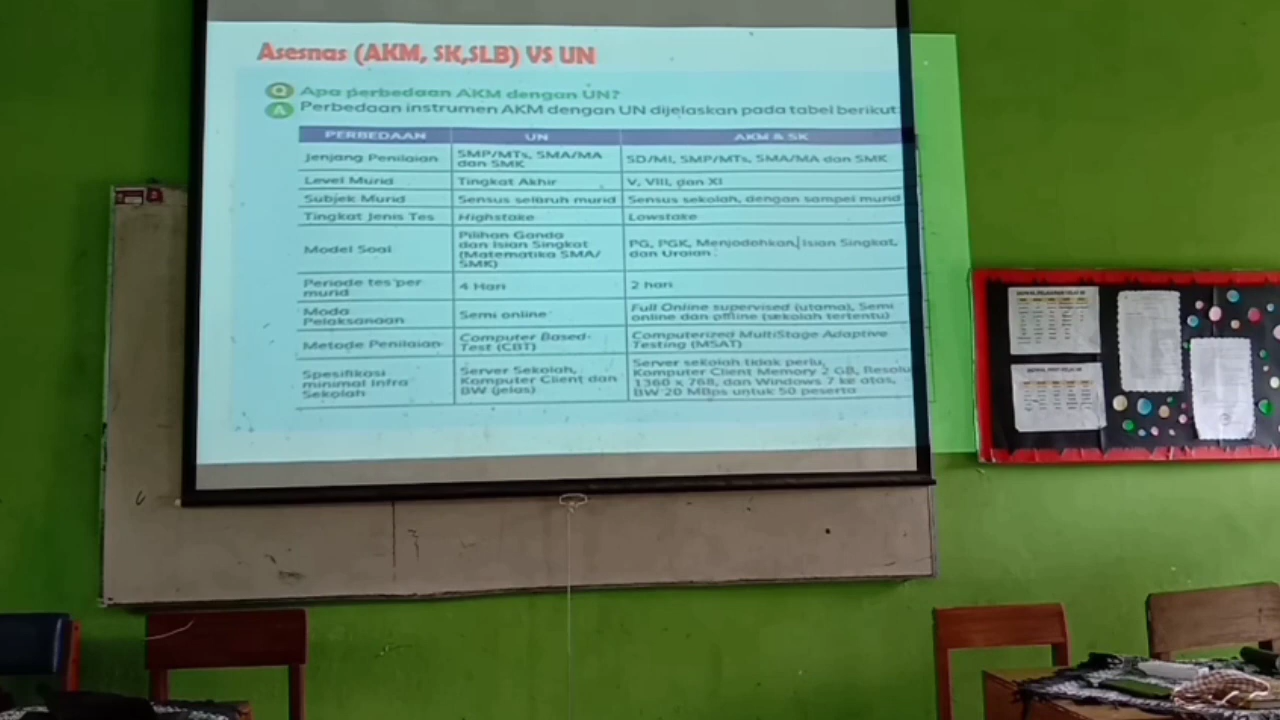 Asesnas (AKM, SK,SLB) VS UN
Q Apa perbedaan AKM dengan UN?
A Perbedaan instrumen AKM dengan UN dijelaskan pada tabel berikut:
PERBEDAAN UN AKM & SK
Jenjang Penilaian SMP/MTs, SMA/MA dan SMK SD/MI, SMP/MTs, SMA/MA dan SMK
Level Murid Tingkat Akhir V, VIII, dan XI
Subjek Murid Sensus seluruh murid Sensus sekolah, dengan sampel murid
Tingkat Jenis Tes Highstake Lowstake
Model Soal Pilihan Ganda dan Isian Singkat (Matematika SMA/SMK) PG, PGK, Menjodohkan, Isian Singkat, dan Uraian
Periode tes per murid 4 Hari 2 hari
Moda Pelaksanaan Semi online Full Online supervised (utama), Semi online dan offline (sekolah tertentu)
Metode Penilaian Computer Based-Test (CBT) Computerized MultiStage Adaptive Testing (MSAT)
Spesifikasi minimal Infra Sekolah Server Sekolah, Komputer Client dan BW (jelas) Server sekolah tidak perlu, Komputer Client Memory 2 GB, Resolu 1360 x 768, dan Windows 7 ke atas, BW 20 MBps untuk 50 peserta